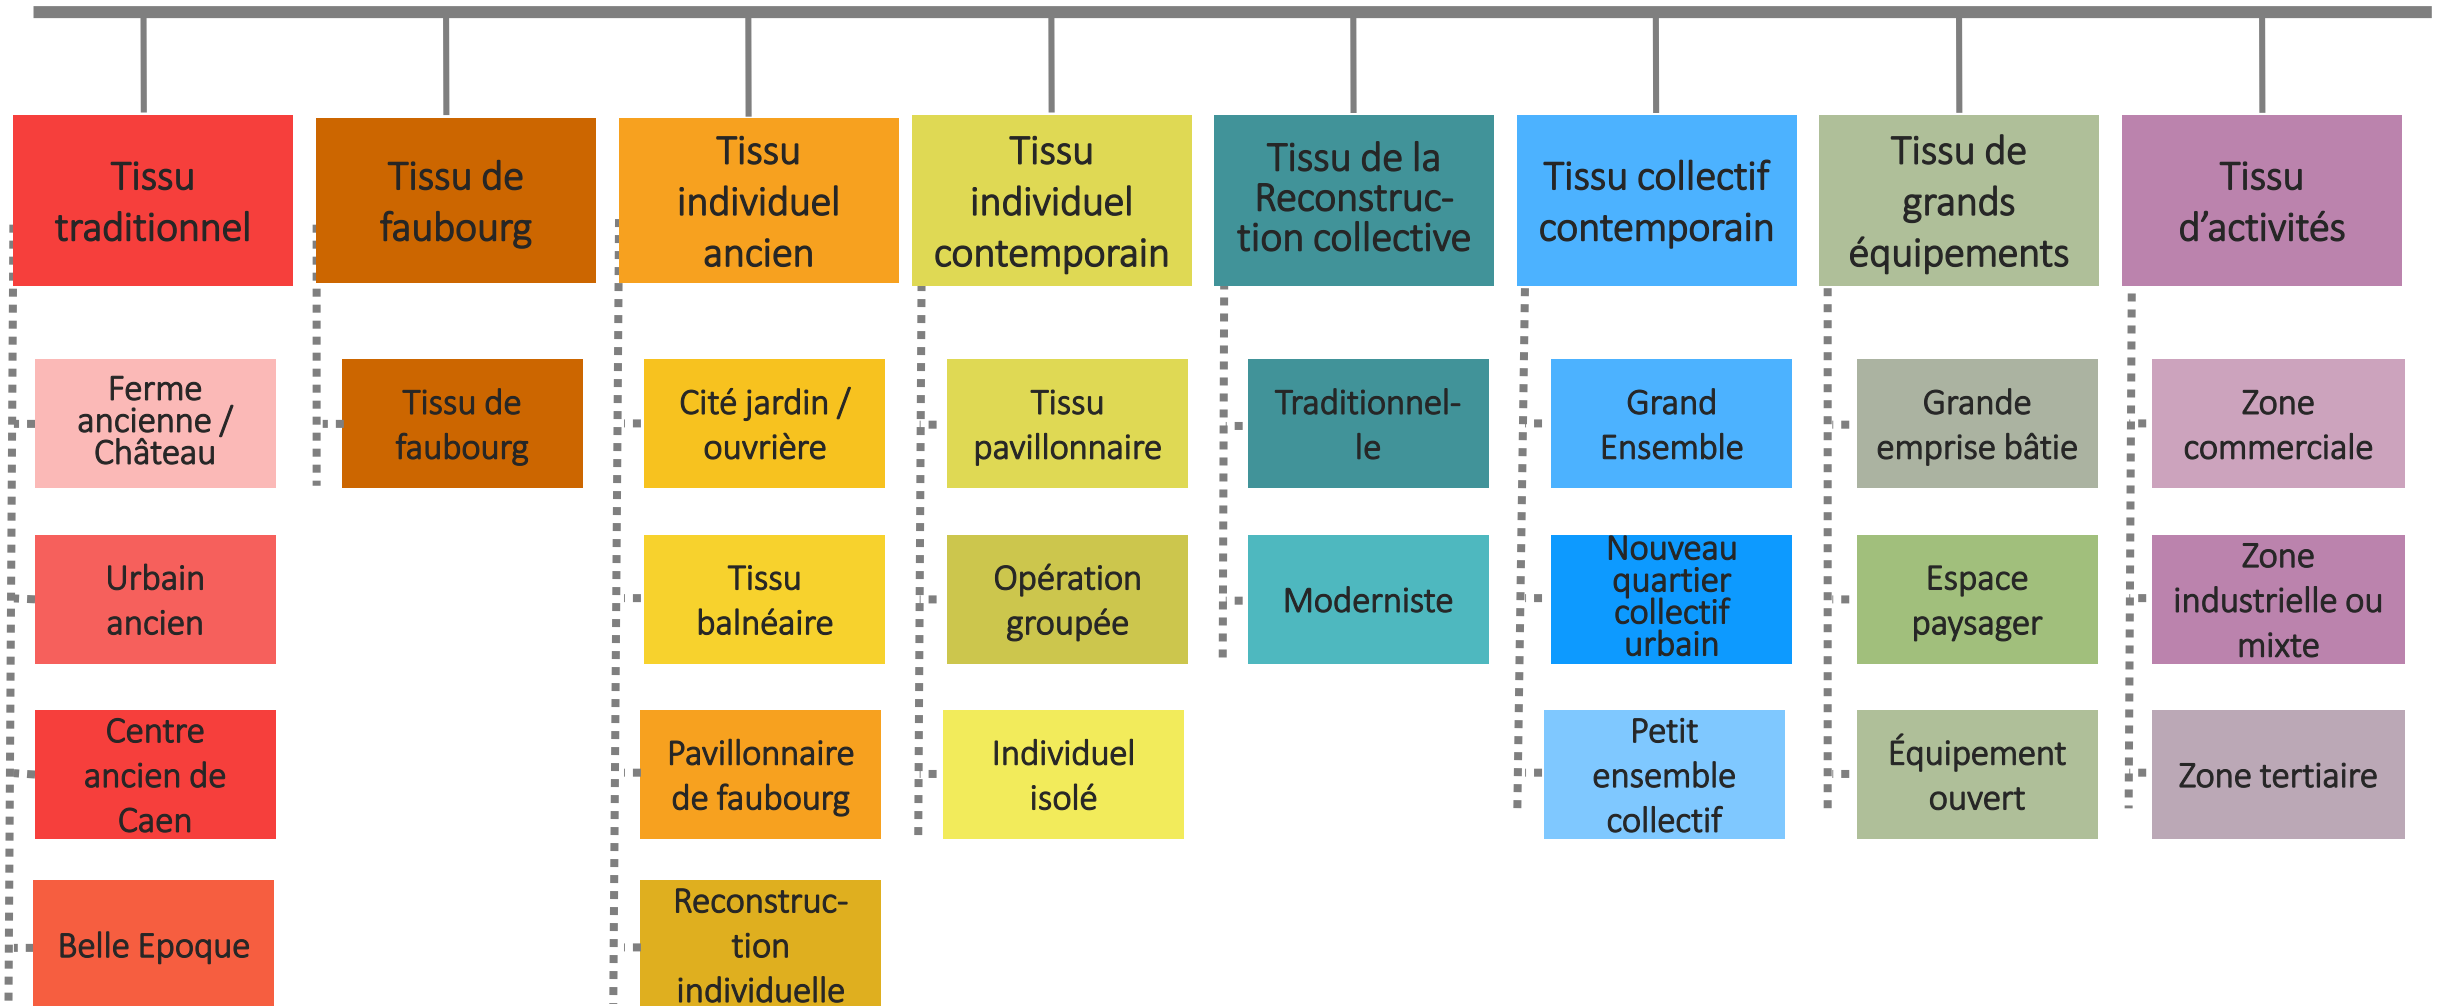 Tissu
traditionnel
Tissu de
faubourg
Tissu
individuel
ancien
Tissu
individuel
contemporain
Tissu de la
Reconstruc-
tion collective
Tissu collectif
contemporain
Tissu de
grands
équipements
Tissu
d’activités
Ferme
ancienne /
Château
Tissu de
faubourg
Cité jardin /
ouvrière
Tissu
pavillonnaire
Traditionnel-
le
Grand
Ensemble
Grande
emprise bâtie
Zone
commerciale
Urbain
ancien
Tissu
balnéaire
Opération
groupée
Moderniste
Nouveau
quartier
collectif
urbain
Espace
paysager
Zone
industrielle ou
mixte
Centre
ancien de
Caen
Pavillonnaire
de faubourg
Individuel
isolé
Petit
ensemble
collectif
Équipement
ouvert
Zone tertiaire
Belle Epoque
Reconstruc-
tion
individuelle